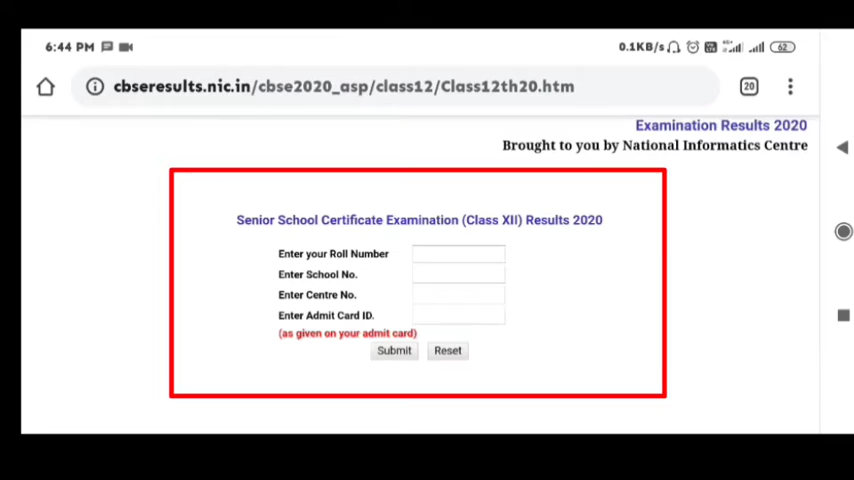 6:44 PM 0.1KB/s 4G+ 62
cbseresults.nic.in/cbse2020_asp/class12/Class12th20.htm 20
Examination Results 2020
Brought to you by National Informatics Centre
Senior School Certificate Examination (Class XII) Results 2020
Enter your Roll Number
Enter School No.
Enter Centre No.
Enter Admit Card ID.
(as given on your admit card)
Submit Reset